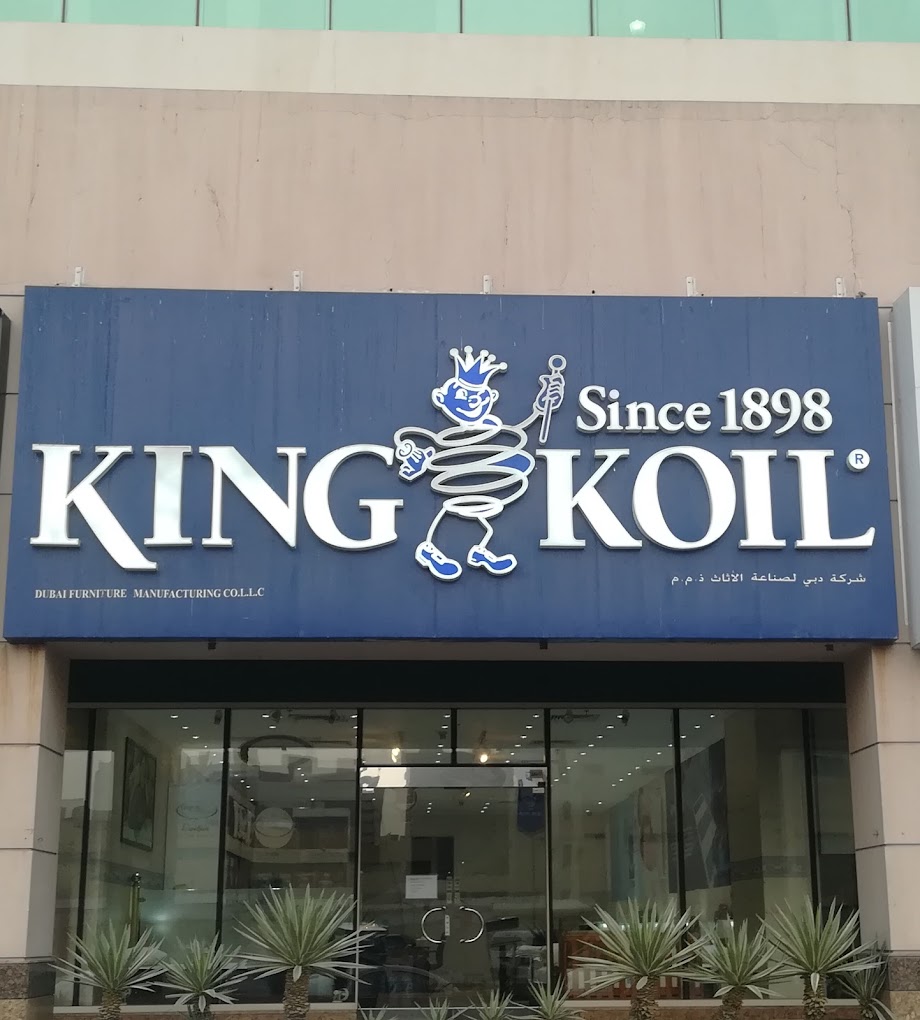 Since 1898
KING KOIL®
DUBAI FURNITURE MANUFACTURING CO.L.L.C
شركة دبي لصناعة الأثاث ذ.م.م